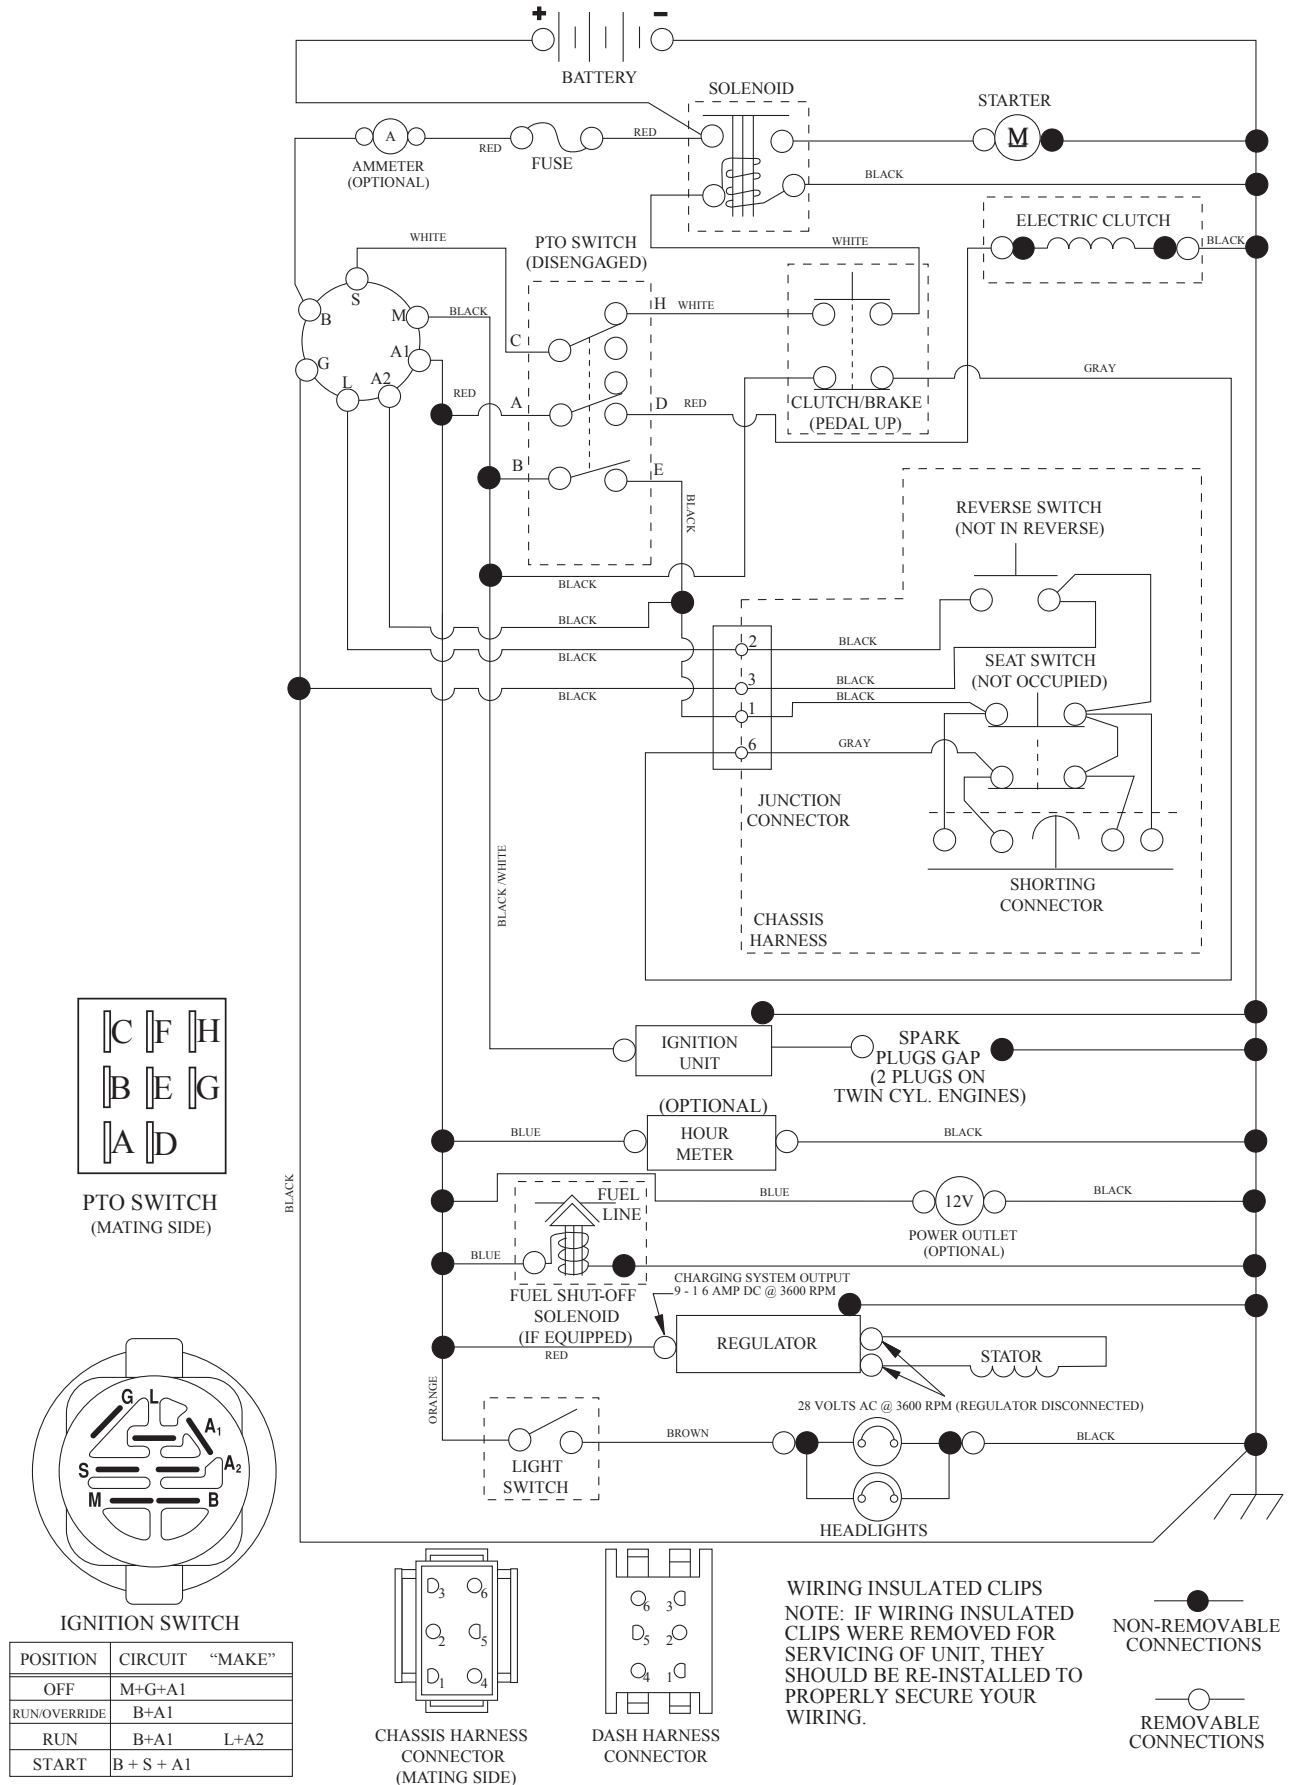 + −
BATTERY
SOLENOID
STARTER
M
A
AMMETER
(OPTIONAL)
RED
FUSE
RED
BLACK
ELECTRIC CLUTCH
BLACK
WHITE
PTO SWITCH
(DISENGAGED)
WHITE
S
B
M
BLACK
G
A1
L
A2
H WHITE
C
RED
A
D RED
B
E
BLACK
CLUTCH/BRAKE
(PEDAL UP)
GRAY
REVERSE SWITCH
(NOT IN REVERSE)
BLACK
BLACK
BLACK
BLACK
2
BLACK
3
BLACK
1
BLACK
6
GRAY
SEAT SWITCH
(NOT OCCUPIED)
JUNCTION
CONNECTOR
SHORTING
CONNECTOR
CHASSIS
HARNESS
BLACK /WHITE
C F H
B E G
A D
PTO SWITCH
(MATING SIDE)
BLACK
IGNITION
UNIT
SPARK
PLUGS GAP
(2 PLUGS ON
TWIN CYL. ENGINES)
(OPTIONAL)
HOUR
METER
BLUE
BLACK
FUEL
LINE
BLUE
12V
BLACK
POWER OUTLET
(OPTIONAL)
BLUE
FUEL SHUT-OFF
SOLENOID
(IF EQUIPPED)
CHARGING SYSTEM OUTPUT
9 - 1 6 AMP DC @ 3600 RPM
RED
REGULATOR
STATOR
28 VOLTS AC @ 3600 RPM (REGULATOR DISCONNECTED)
ORANGE
LIGHT
SWITCH
BROWN
BLACK
HEADLIGHTS
G L
A1
A2
S
M B
IGNITION SWITCH
POSITION CIRCUIT “MAKE”
OFF M+G+A1
RUN/OVERRIDE B+A1
RUN B+A1 L+A2
START B + S + A1
3 6
2 5
1 4
CHASSIS HARNESS
CONNECTOR
(MATING SIDE)
6 3
5 2
4 1
DASH HARNESS
CONNECTOR
WIRING INSULATED CLIPS
NOTE: IF WIRING INSULATED
CLIPS WERE REMOVED FOR
SERVICING OF UNIT, THEY
SHOULD BE RE-INSTALLED TO
PROPERLY SECURE YOUR
WIRING.
NON-REMOVABLE
CONNECTIONS
REMOVABLE
CONNECTIONS